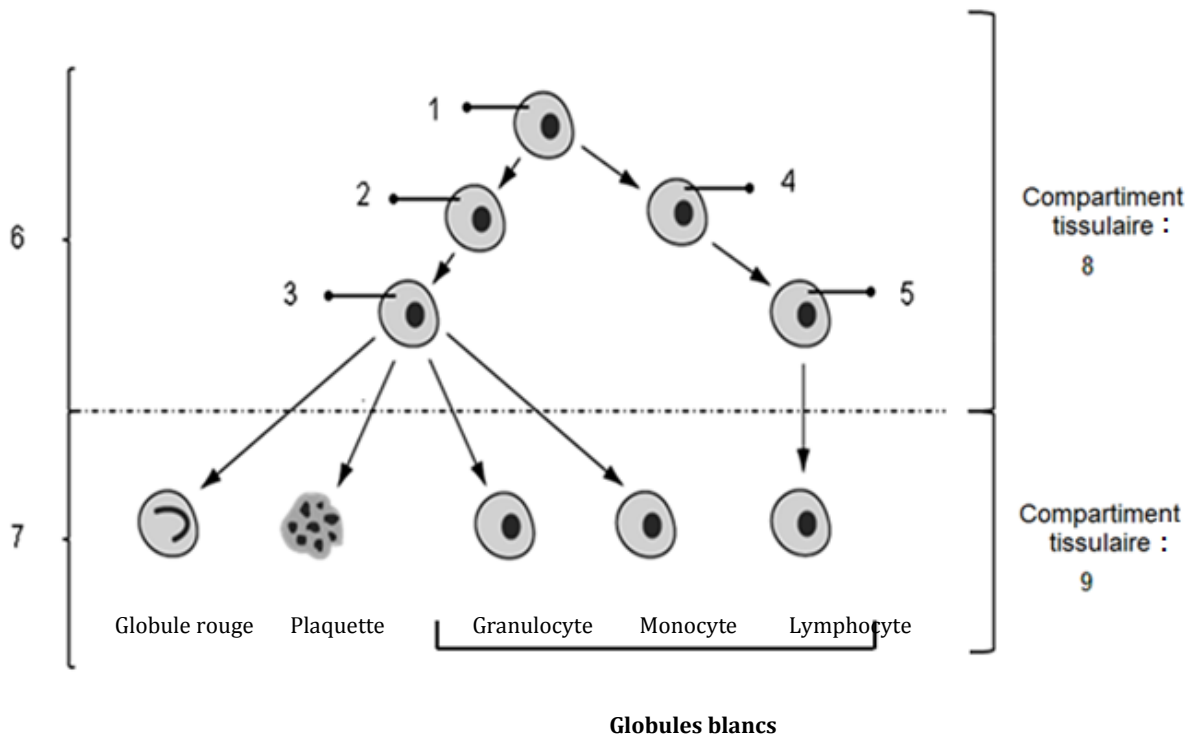 1
2
4
Compartiment
tissulaire :
8
6
3
5
7
Compartiment
tissulaire :
9
Globule rouge Plaquette Granulocyte Monocyte Lymphocyte
Globules blancs